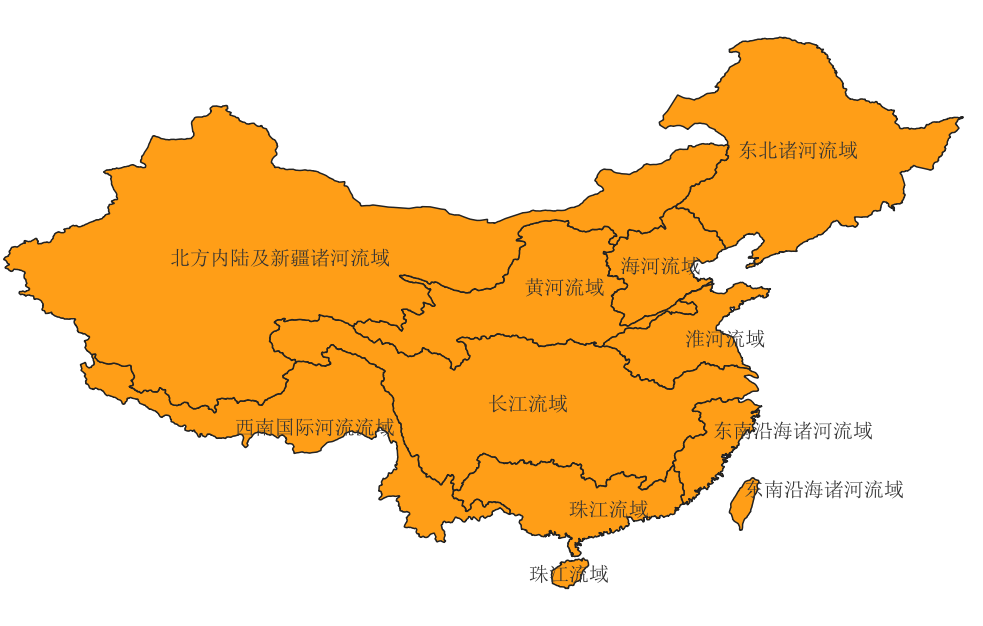 东北诸河流域
北方内陆及新疆诸河流域
海河流域
黄河流域
淮河流域
长江流域
西南国际河流流域
东南沿海诸河流域
东南沿海诸河流域
珠江流域
珠江流域